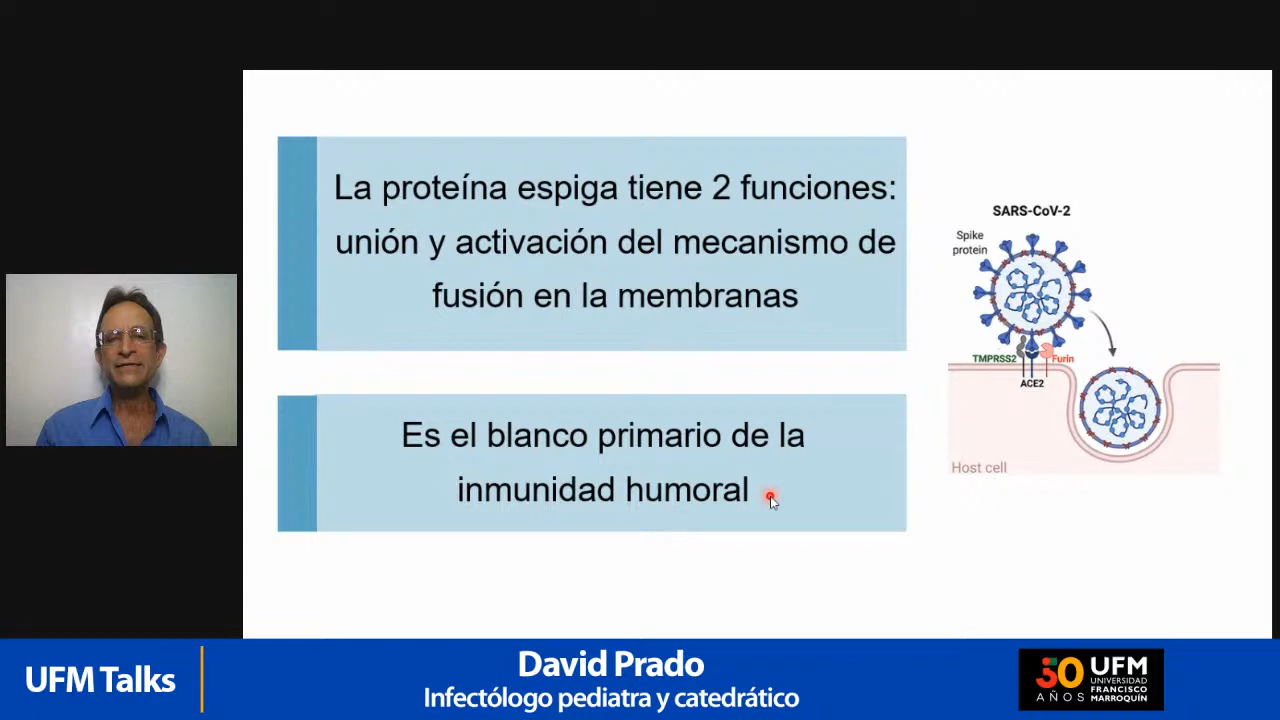 La proteína espiga tiene 2 funciones:
unión y activación del mecanismo de
fusión en la membranas
Es el blanco primario de la
inmunidad humoral
SARS-CoV-2
Spike
protein
TMPRSS2
Furin
ACE2
Host cell
UFM Talks
David Prado
Infectólogo pediatra y catedrático
50
AÑOS
UFM
UNIVERSIDAD
FRANCISCO
MARROQUÍN